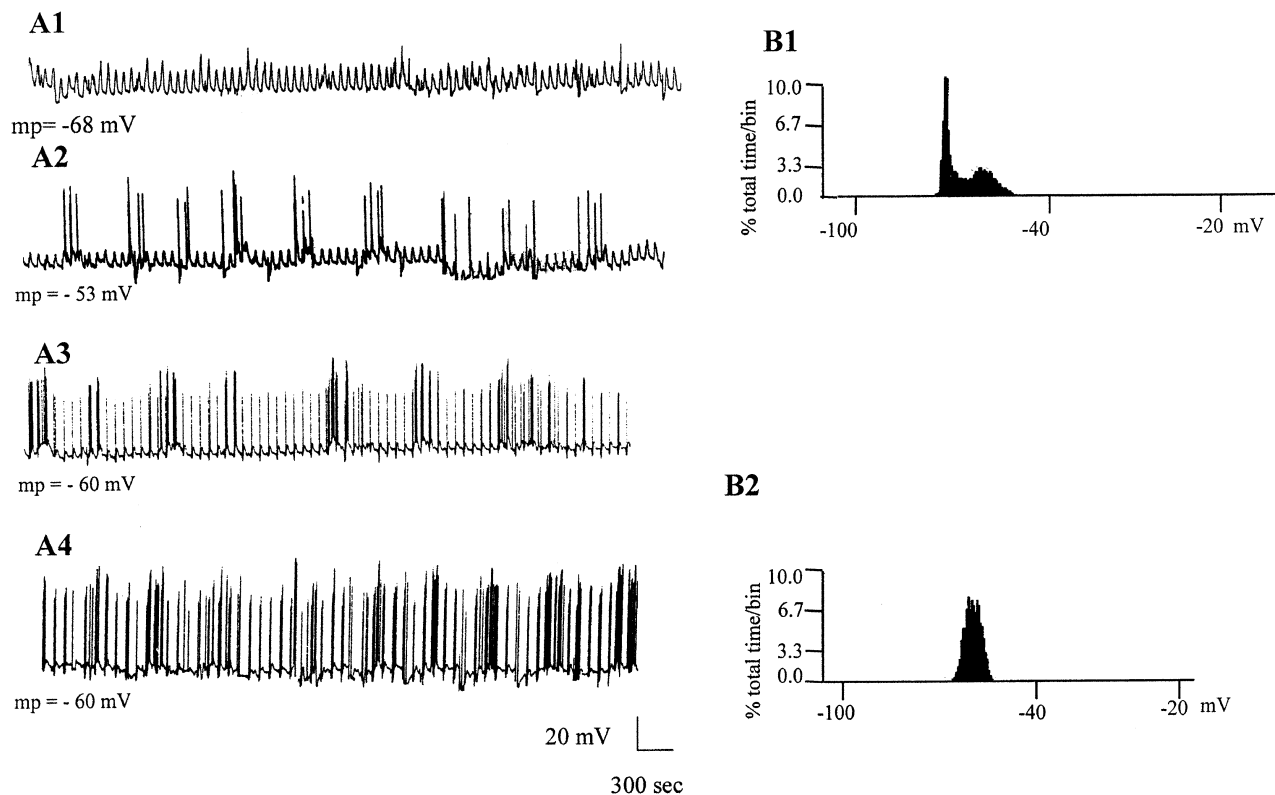 A1
mp= -68 mV
A2
mp = - 53 mV
A3
mp = - 60 mV
A4
mp = - 60 mV
20 mV
300 sec
B1
% total time/bin
10.0
6.7
3.3
0.0
-100
-40
-20 mV
B2
% total time/bin
10.0
6.7
3.3
0.0
-100
-40
-20 mV